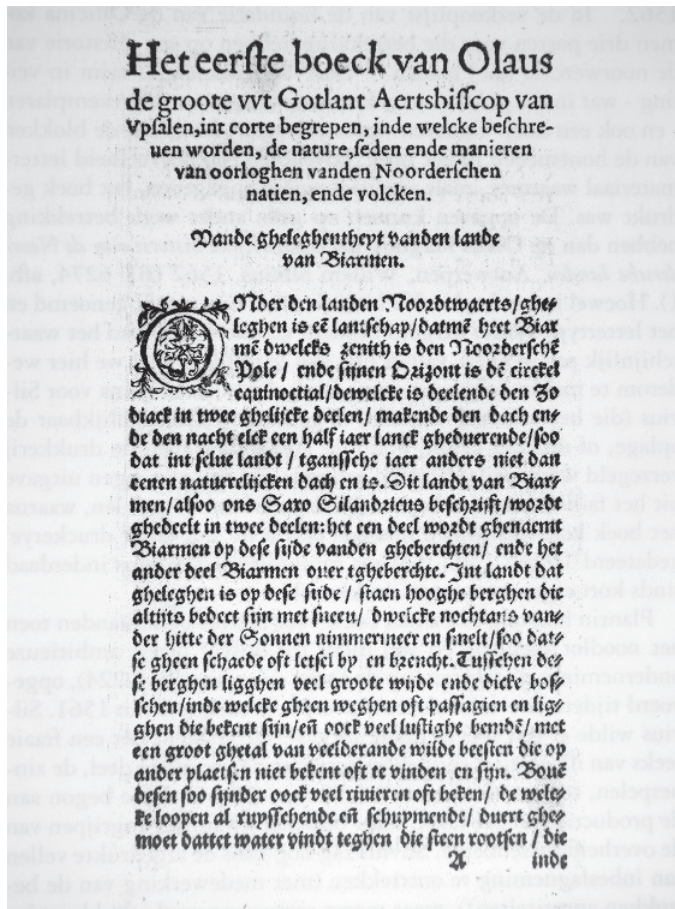 Het eerſte boeck van Olaus
de groote vvt Gotlant Aertsbiſſcop van
Vpſalen, int corte begrepen, inde welcke beſchre-
uen worden, de nature, ſeden ende manieren
van oorloghen vanden Noorderſchen
natien, ende volcken.
Vande gheleghentheyt vanden lande
van Biarmen.
ONder den landen Noordtwaerts/ghe-
leghen is eē lantſchap/datmē heet Biar
mē dwelcks zenith is den Noorderſchē
Pole / ende ſijnen Orizont is dē circkel
equinoctial/dewelcke is deelende den Zo
diack in twee ghelijcke deelen/ makende den dach en-
de den nacht elck een half iaer lanck gheduerende/ſoo
dat int ſelue landt / tganſſche iaer anders niet dan
eenen natuerlijcken dach en is. Dit landt van Biar-
men/alſoo ons Saxo Silandricus beſchrijft/wordt
ghedeelt in twee deelen: het een deel wordt ghenaemt
Biarmen op deſe ſijde vanden gheberchten/ ende het
ander deel Biarmen ouer tgheberchte. Int landt dat
gheleghen is op deſe ſijde / ſtaen hooghe berghen die
altijts bedect ſijn met ſneeu/ dwelcke nochtans van-
der hitte der Sonnen nimmermeer en ſmelt/ſoo dat-
ſe gheen ſchaede oft letſel by en brencht. Tuſſchen de-
ſe berghen ligghen veel groote wijde ende dicke boſ-
ſchen/inde welcke gheen weghen oft paſſagien en lig-
ghen die bekent ſijn/eñ oock veel luſtighe bemdē/ met
een groot ghetal van veelderande wilde beeſten die op
ander plaetſen niet bekent oft te vinden en ſijn. Bouē
deſen ſoo ſijnder oock veel riuieren oft beken/ de welc-
ke loopen al ruyſſchende eñ ſchuymende/ duert ghe-
moet dattet water vindt teghen die ſteen rootſen / die
A inde